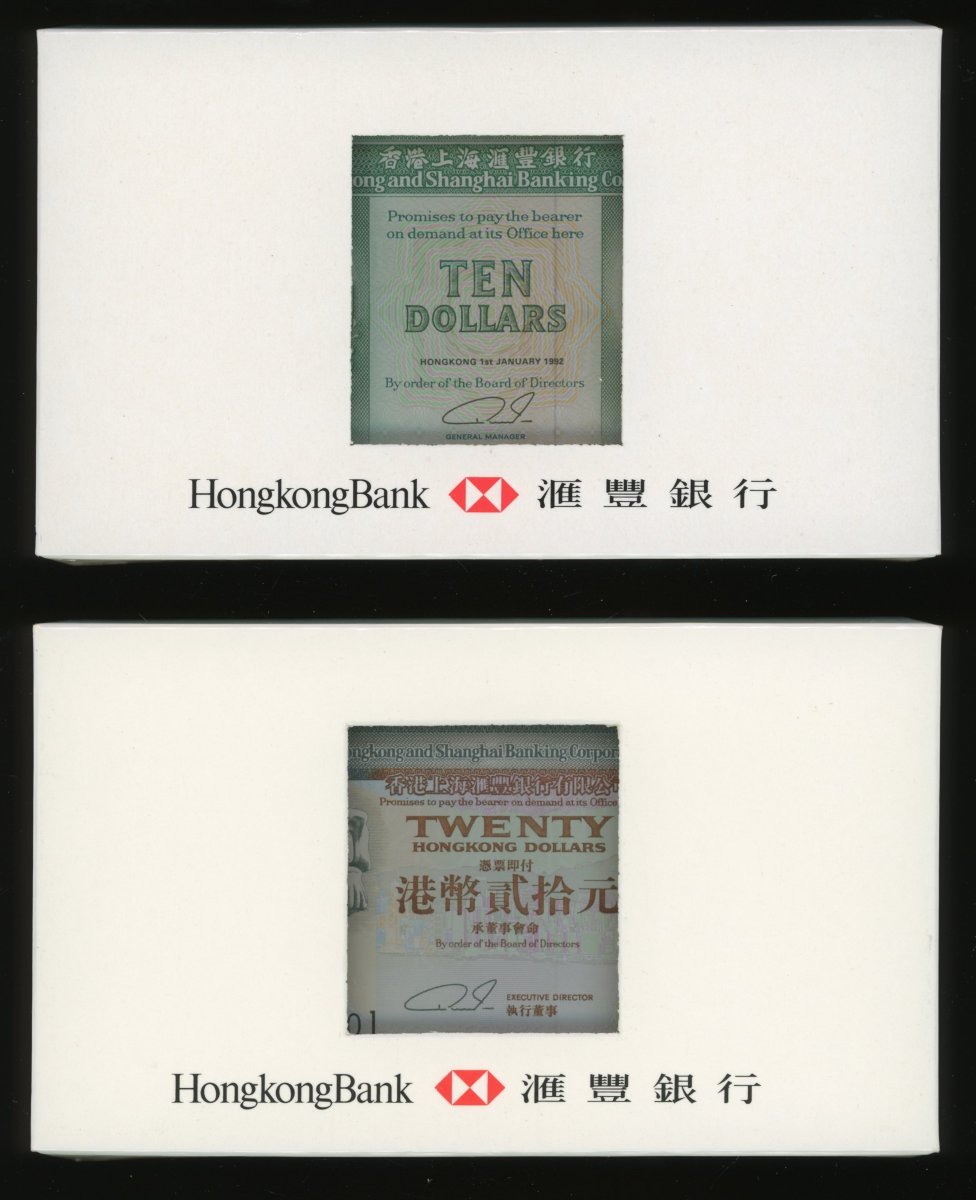 香港上海滙豐銀行
ong and Shanghai Banking Co
Promises to pay the bearer
on demand at its Office here
TEN
DOLLARS
HONGKONG 1st JANUARY 1992
By order of the Board of Directors
GENERAL MANAGER
HongkongBank 滙豐銀行
ongkong and Shanghai Banking Corpor
香港上海滙豐銀行有限公
Promises to pay the bearer on demand at its Office
TWENTY
HONGKONG DOLLARS
憑票即付
港幣貳拾元
承董事會命
By order of the Board of Directors
EXECUTIVE DIRECTOR
執行董事
01
HongkongBank 滙豐銀行